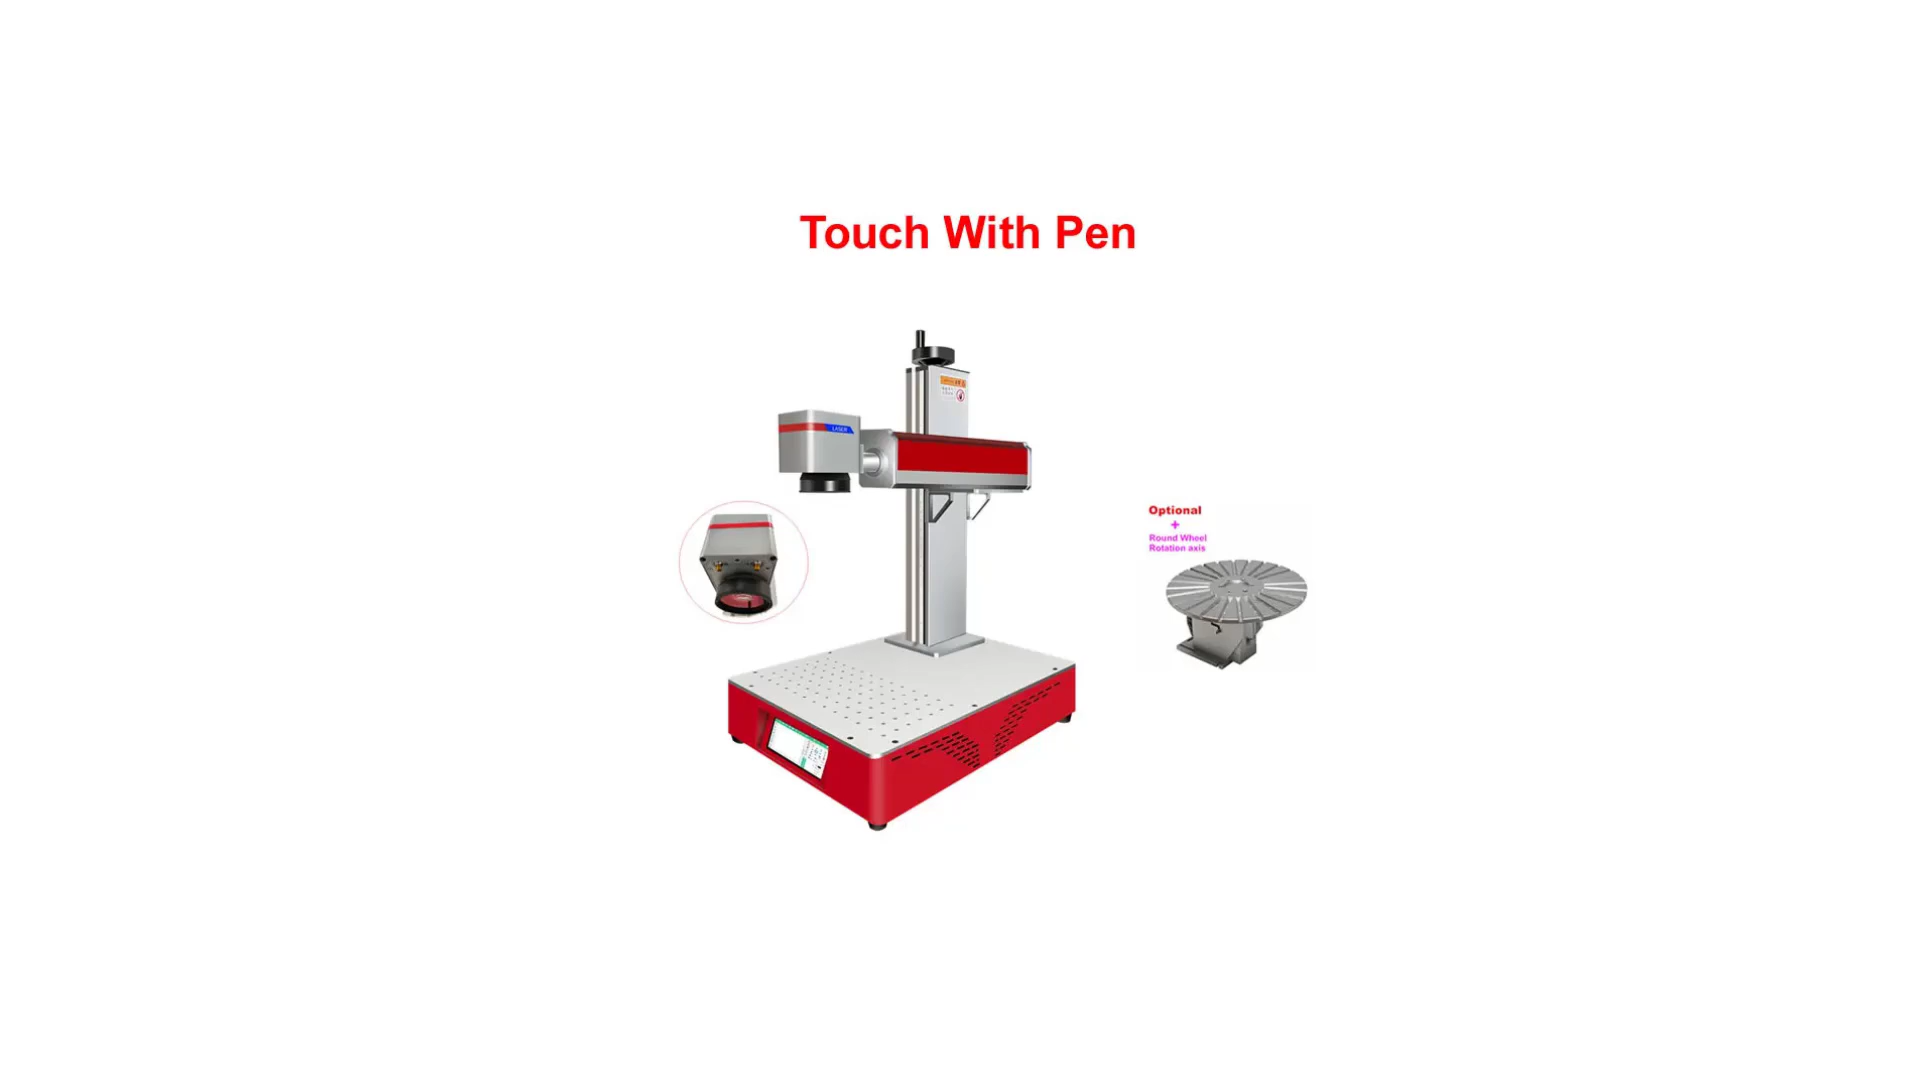 Touch With Pen
LASER
Optional
+
Round Wheel
Rotation axis